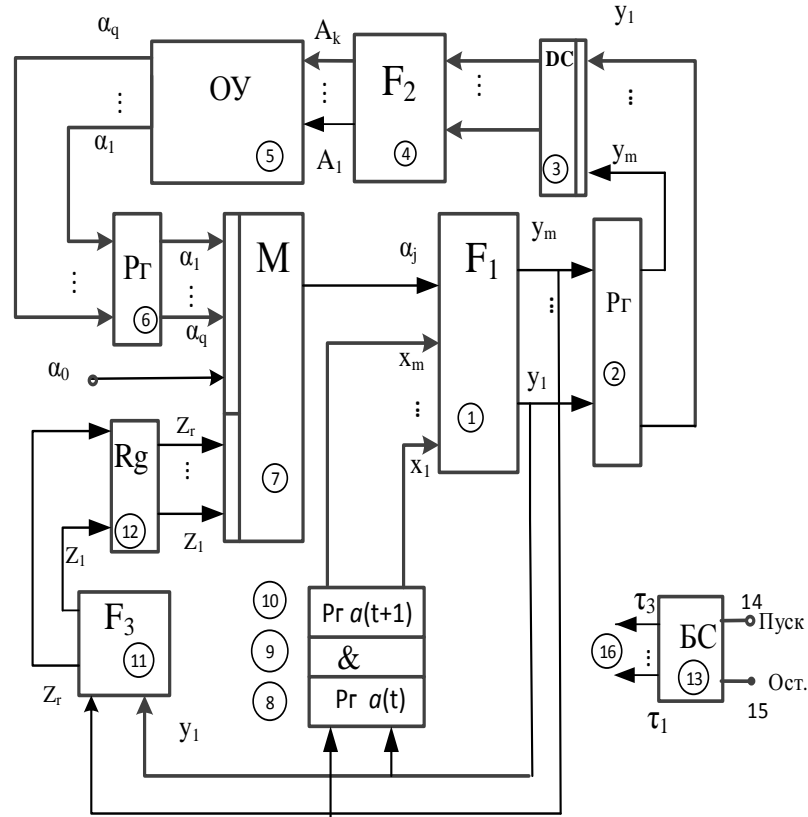 αq
Ak
y1
ОУ
F2
DC
⑤
④
③
α1
A1
ym
Рг
α1
αq
⑥
M
αj
F1
ym
Рг
②
α0
xm
y1
①
Rg
Zr
Z1
⑫
⑦
x1
Z1
F3
⑪
⑩
Рг a(t+1)
⑨
&
⑧
Рг a(t)
τ3
БС
14
Пуск
⑯
⑬
Ост.
τ1
15
Zr
y1